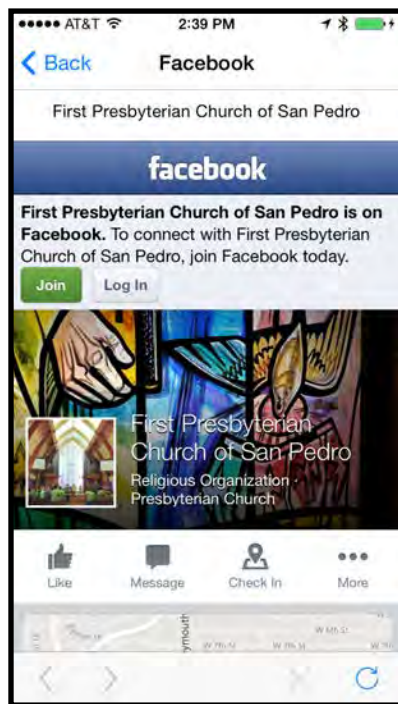 AT&T 2:39 PM
Back Facebook
First Presbyterian Church of San Pedro
facebook
First Presbyterian Church of San Pedro is on
Facebook. To connect with First Presbyterian
Church of San Pedro, join Facebook today.
Join Log In
First Presbyterian
Church of San Pedro
Religious Organization ·
Presbyterian Church
Like Message Check In More
ymouth